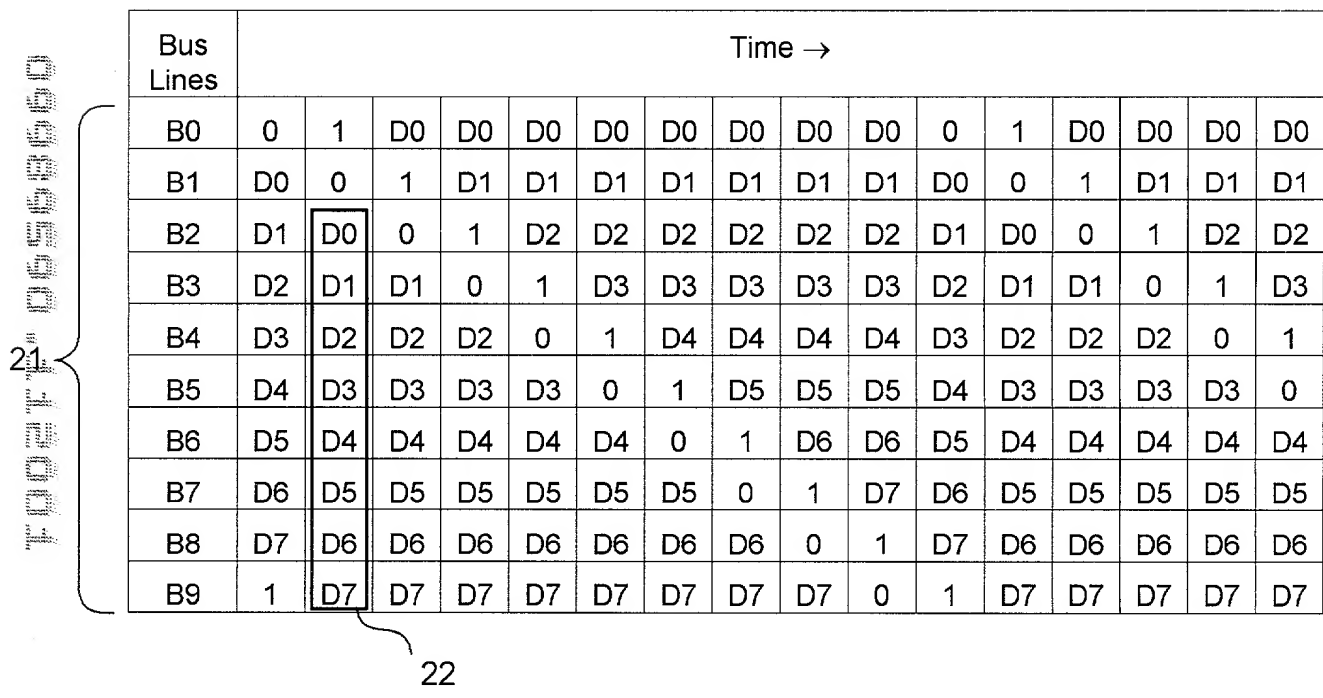 Bus Lines Time →
B0 0 1 D0 D0 D0 D0 D0 D0 D0 D0 0 1 D0 D0 D0 D0
B1 D0 0 1 D1 D1 D1 D1 D1 D1 D1 D0 0 1 D1 D1 D1
B2 D1 D0 0 1 D2 D2 D2 D2 D2 D2 D1 D0 0 1 D2 D2
B3 D2 D1 D1 0 1 D3 D3 D3 D3 D3 D2 D1 D1 0 1 D3
B4 D3 D2 D2 D2 0 1 D4 D4 D4 D4 D3 D2 D2 D2 0 1
B5 D4 D3 D3 D3 D3 0 1 D5 D5 D5 D4 D3 D3 D3 D3 0
B6 D5 D4 D4 D4 D4 D4 0 1 D6 D6 D5 D4 D4 D4 D4 D4
B7 D6 D5 D5 D5 D5 D5 D5 0 1 D7 D6 D5 D5 D5 D5 D5
B8 D7 D6 D6 D6 D6 D6 D6 D6 0 1 D7 D6 D6 D6 D6 D6
B9 1 D7 D7 D7 D7 D7 D7 D7 D7 0 1 D7 D7 D7 D7 D7
21
22